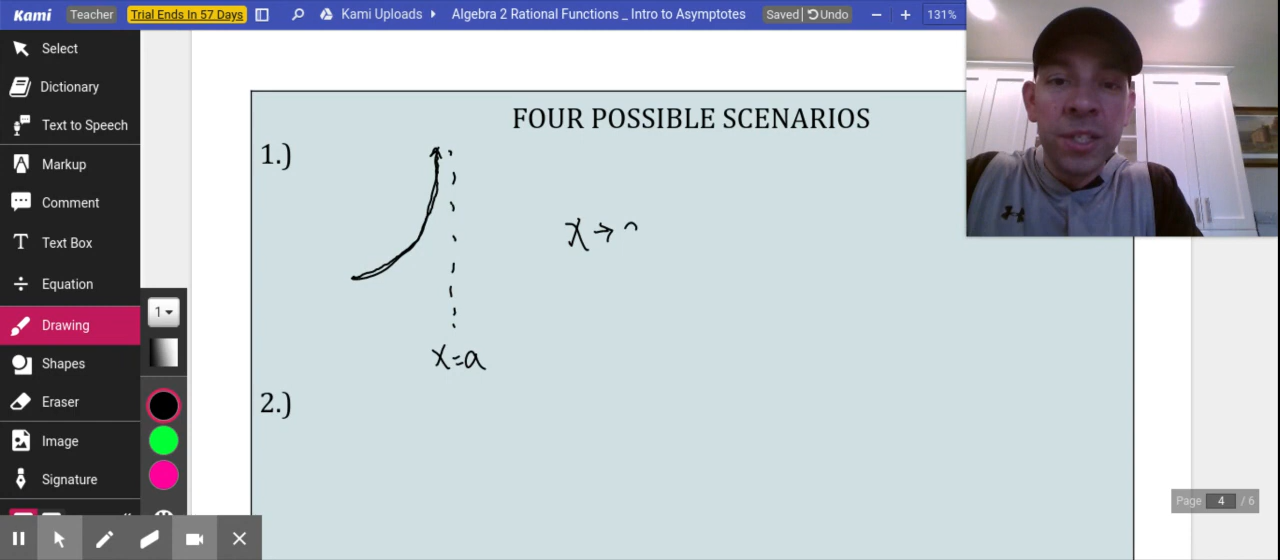 Kami Teacher Trial Ends In 57 Days Kami Uploads Algebra 2 Rational Functions _ Intro to Asymptotes Saved Undo − + 131%
Select
Dictionary
Text to Speech
Markup
Comment
Text Box
Equation
Drawing
Shapes
Eraser
Image
Signature
1
FOUR POSSIBLE SCENARIOS
1.)
x →
x=a
2.)
Page 4 / 6